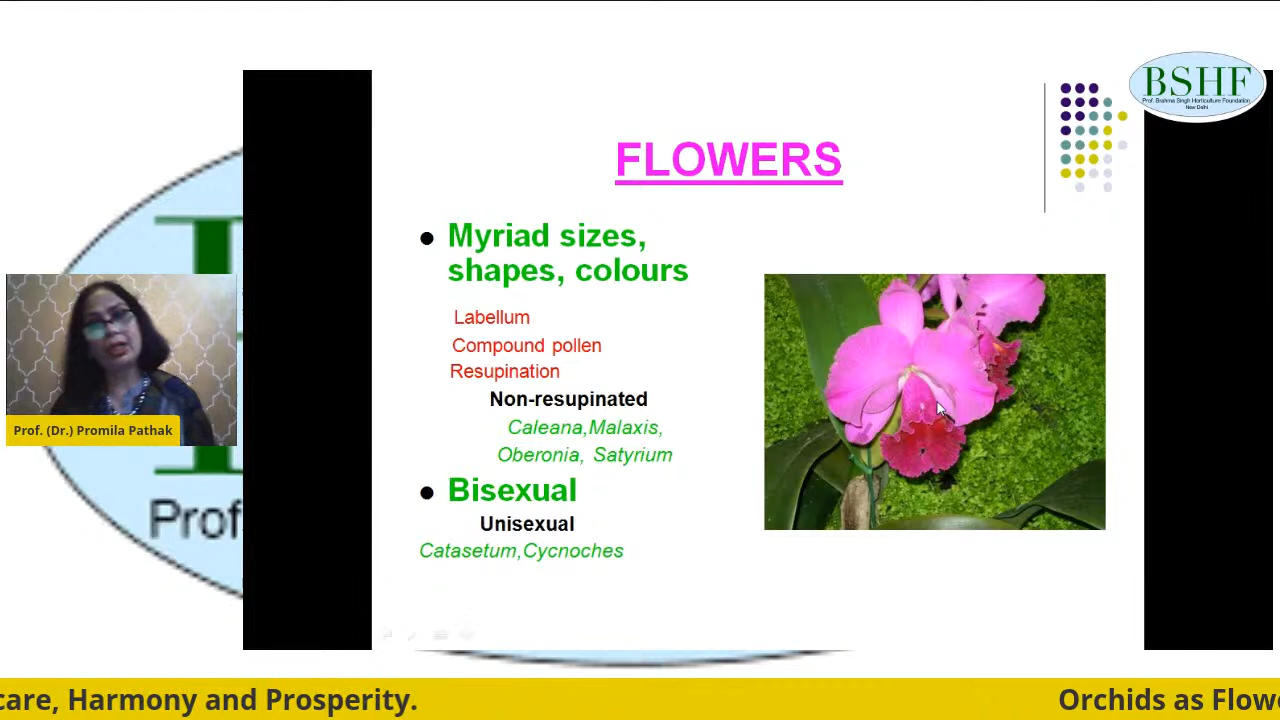 BSHF
Prof. Brahma Singh Horticulture Foundation
New Delhi
FLOWERS
● Myriad sizes,
shapes, colours
Labellum
Compound pollen
Resupination
Non-resupinated
Caleana,Malaxis,
Oberonia, Satyrium
● Bisexual
Unisexual
Catasetum,Cycnoches
Prof. (Dr.) Promila Pathak
Prof
care, Harmony and Prosperity.
Orchids as Flowe